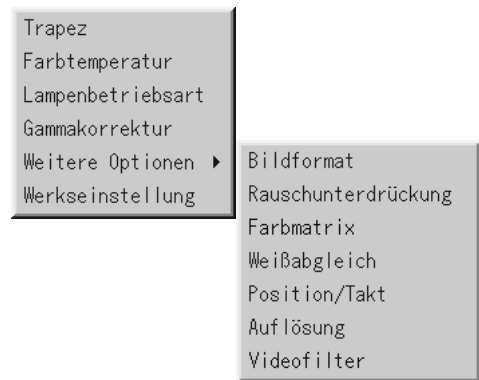 Trapez
Farbtemperatur
Lampenbetriebsart
Gammakorrektur
Weitere Optionen ▶
Werkseinstellung
Bildformat
Rauschunterdrückung
Farbmatrix
Weißabgleich
Position/Takt
Auflösung
Videofilter